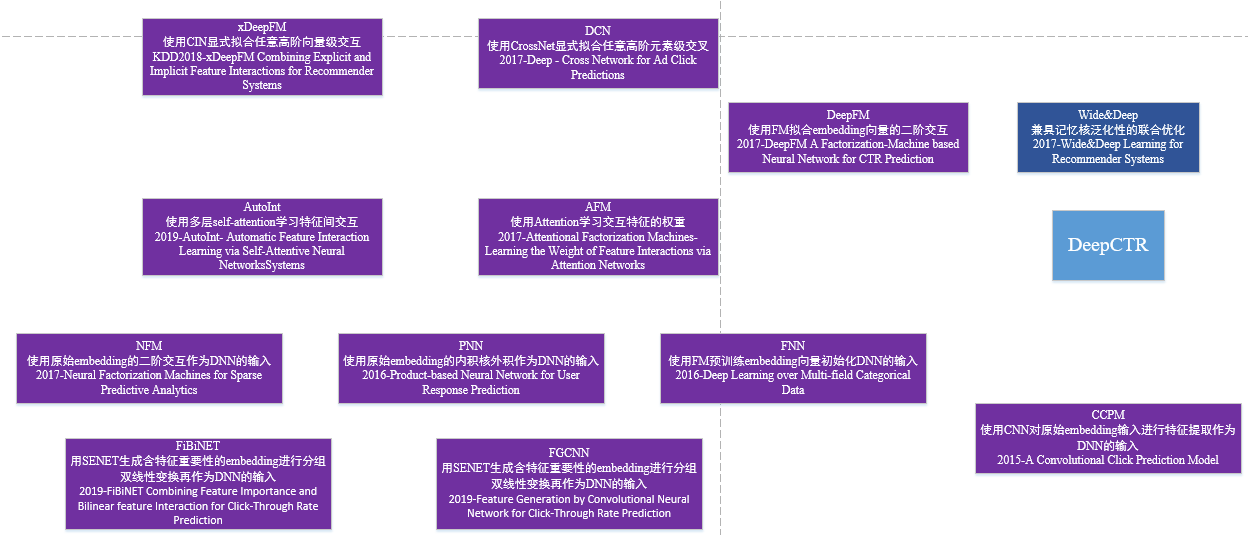 xDeepFM
使用CIN显式拟合任意高阶向量级交互
KDD2018-xDeepFM Combining Explicit and
Implicit Feature Interactions for Recommender
Systems
DCN
使用CrossNet显式拟合任意高阶元素级交叉
2017-Deep - Cross Network for Ad Click
Predictions
DeepFM
使用FM拟合embedding向量的二阶交互
2017-DeepFM A Factorization-Machine based
Neural Network for CTR Prediction
Wide&Deep
兼具记忆核泛化性的联合优化
2017-Wide&Deep Learning for
Recommender Systems
AutoInt
使用多层self-attention学习特征间交互
2019-AutoInt- Automatic Feature Interaction
Learning via Self-Attentive Neural
NetworksSystems
AFM
使用Attention学习交互特征的权重
2017-Attentional Factorization Machines-
Learning the Weight of Feature Interactions via
Attention Networks
DeepCTR
NFM
使用原始embedding的二阶交互作为DNN的输入
2017-Neural Factorization Machines for Sparse
Predictive Analytics
PNN
使用原始embedding的内积核外积作为DNN的输入
2016-Product-based Neural Network for User
Response Prediction
FNN
使用FM预训练embedding向量初始化DNN的输入
2016-Deep Learning over Multi-field Categorical
Data
CCPM
使用CNN对原始embedding输入进行特征提取作为
DNN的输入
2015-A Convolutional Click Prediction Model
FiBiNET
用SENET生成含特征重要性的embedding进行分组
双线性变换再作为DNN的输入
2019-FiBiNET Combining Feature Importance and
Bilinear feature Interaction for Click-Through Rate
Prediction
FGCNN
用SENET生成含特征重要性的embedding进行分组
双线性变换再作为DNN的输入
2019-Feature Generation by Convolutional Neural
Network for Click-Through Rate Prediction